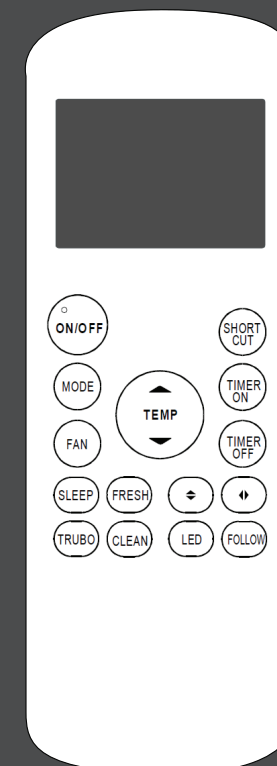 ON/OFF
SHORT
CUT
MODE
TEMP
TIMER
ON
FAN
TIMER
OFF
SLEEP
FRESH
TRUBO
CLEAN
LED
FOLLOW